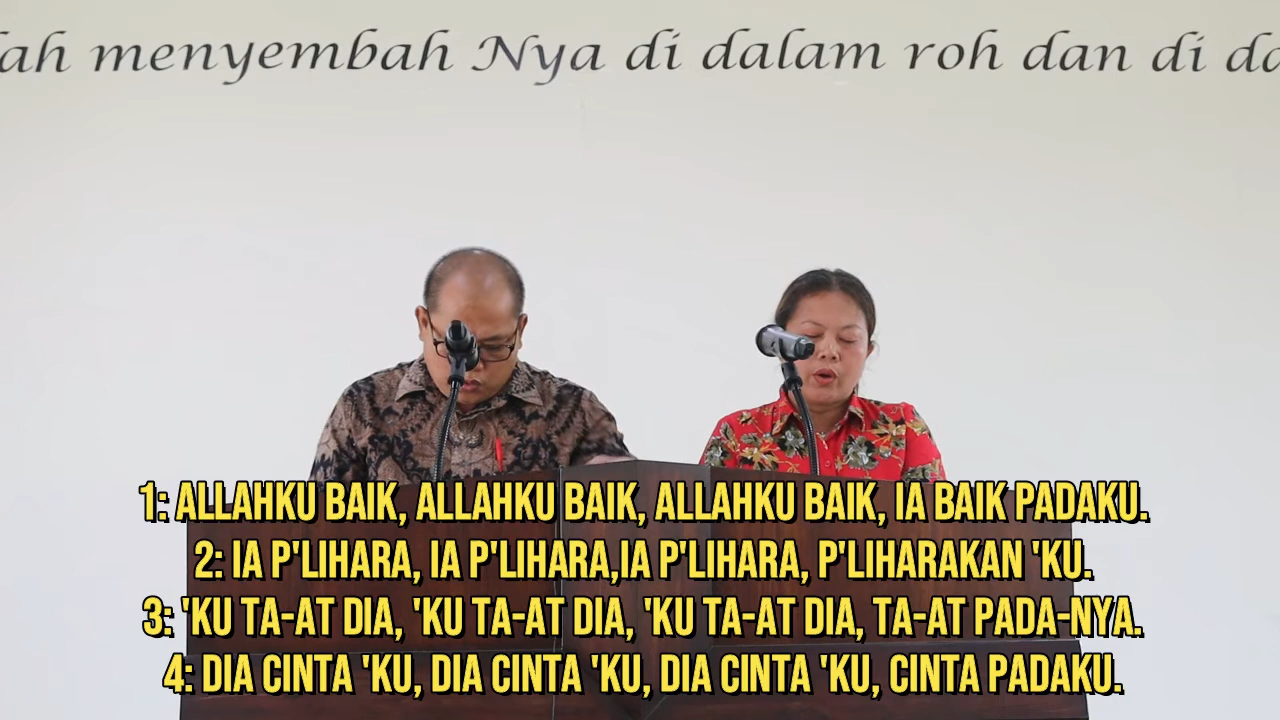 menyembah Nya di dalam roh dan di
1: ALLAHKU BAIK, ALLAHKU BAIK, ALLAHKU BAIK, IA BAIK PADAKU.
2: IA P'LIHARA, IA P'LIHARA,IA P'LIHARA, P'LIHARAKAN 'KU.
3: 'KU TA-AT DIA, 'KU TA-AT DIA, 'KU TA-AT DIA, TA-AT PADA-NYA.
4: DIA CINTA 'KU, DIA CINTA 'KU, DIA CINTA 'KU, CINTA PADAKU.